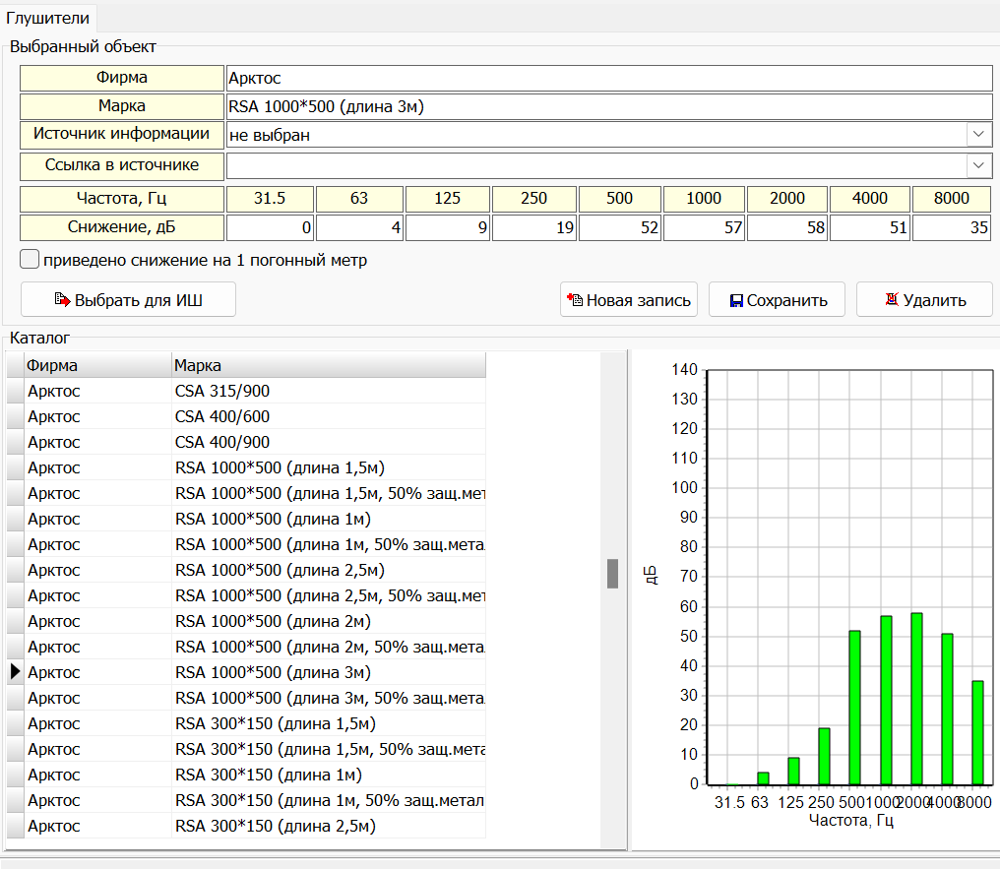 Глушители
Выбранный объект
Фирма Арктос
Марка RSA 1000*500 (длина 3м)
Источник информации не выбран
Ссылка в источнике
Частота, Гц 31.5 63 125 250 500 1000 2000 4000 8000
Снижение, дБ 0 4 9 19 52 57 58 51 35
приведено снижение на 1 погонный метр
Выбрать для ИШ Новая запись Сохранить Удалить
Каталог
Фирма Марка
Арктос CSA 315/900
Арктос CSA 400/600
Арктос CSA 400/900
Арктос RSA 1000*500 (длина 1,5м)
Арктос RSA 1000*500 (длина 1,5м, 50% защ.мет
Арктос RSA 1000*500 (длина 1м)
Арктос RSA 1000*500 (длина 1м, 50% защ.метал
Арктос RSA 1000*500 (длина 2,5м)
Арктос RSA 1000*500 (длина 2,5м, 50% защ.мет
Арктос RSA 1000*500 (длина 2м)
Арктос RSA 1000*500 (длина 2м, 50% защ.метал
Арктос RSA 1000*500 (длина 3м)
Арктос RSA 1000*500 (длина 3м, 50% защ.метал
Арктос RSA 300*150 (длина 1,5м)
Арктос RSA 300*150 (длина 1,5м, 50% защ.мета
Арктос RSA 300*150 (длина 1м)
Арктос RSA 300*150 (длина 1м, 50% защ.метал
Арктос RSA 300*150 (длина 2,5м)
140
130
120
110
100
90
80
70
60
50
40
30
20
10
0
дБ
31.5 63 125 250 500 1000 2000 4000 8000
Частота, Гц